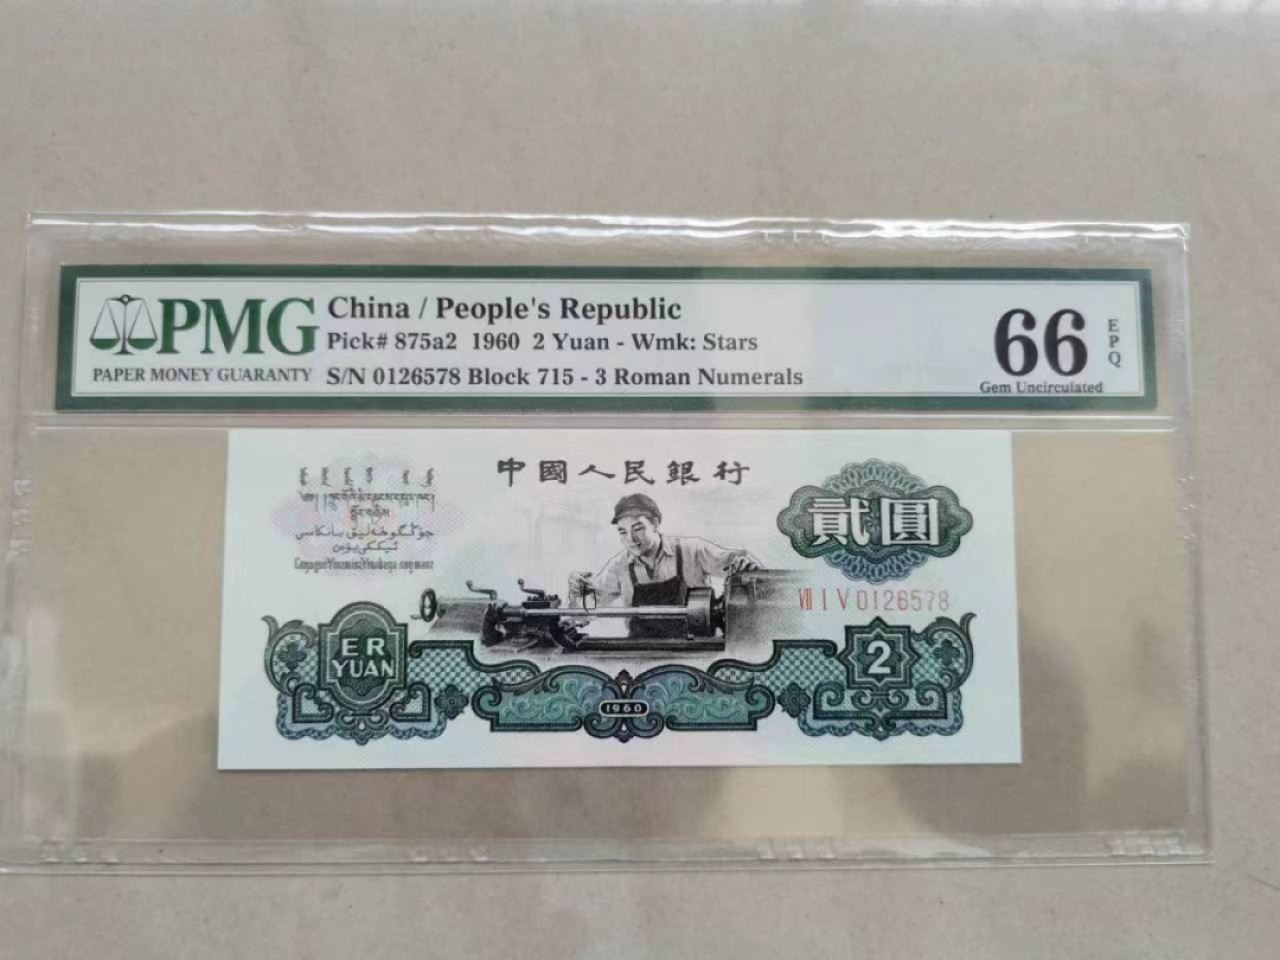 PMG
PAPER MONEY GUARANTY
China / People's Republic
Pick# 875a2 1960 2 Yuan - Wmk: Stars
S/N 0126578 Block 715 - 3 Roman Numerals
66
EPQ
Gem Uncirculated
中國人民銀行
貳圓
VIII I V 0126578
ER
YUAN
1960
2